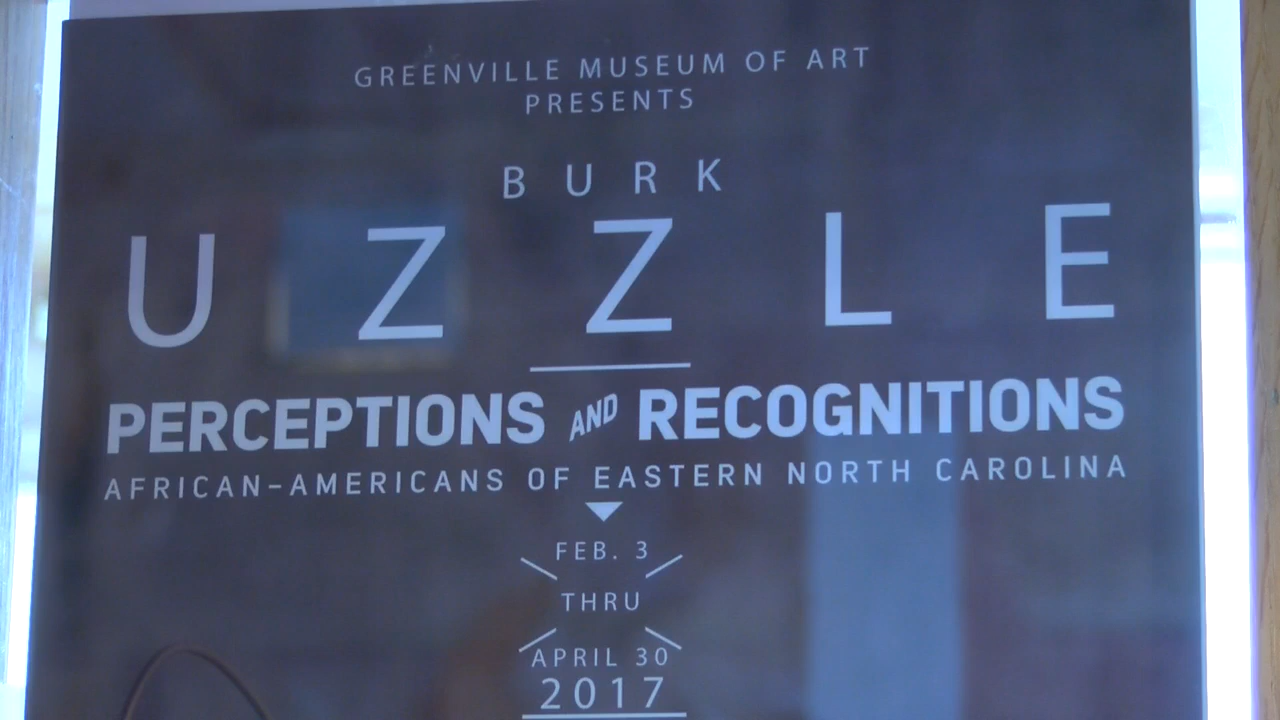 GREENVILLE MUSEUM OF ART
PRESENTS
BURK
UZZLE
PERCEPTIONS AND RECOGNITIONS
AFRICAN-AMERICANS OF EASTERN NORTH CAROLINA
FEB. 3
THRU
APRIL 30
2017